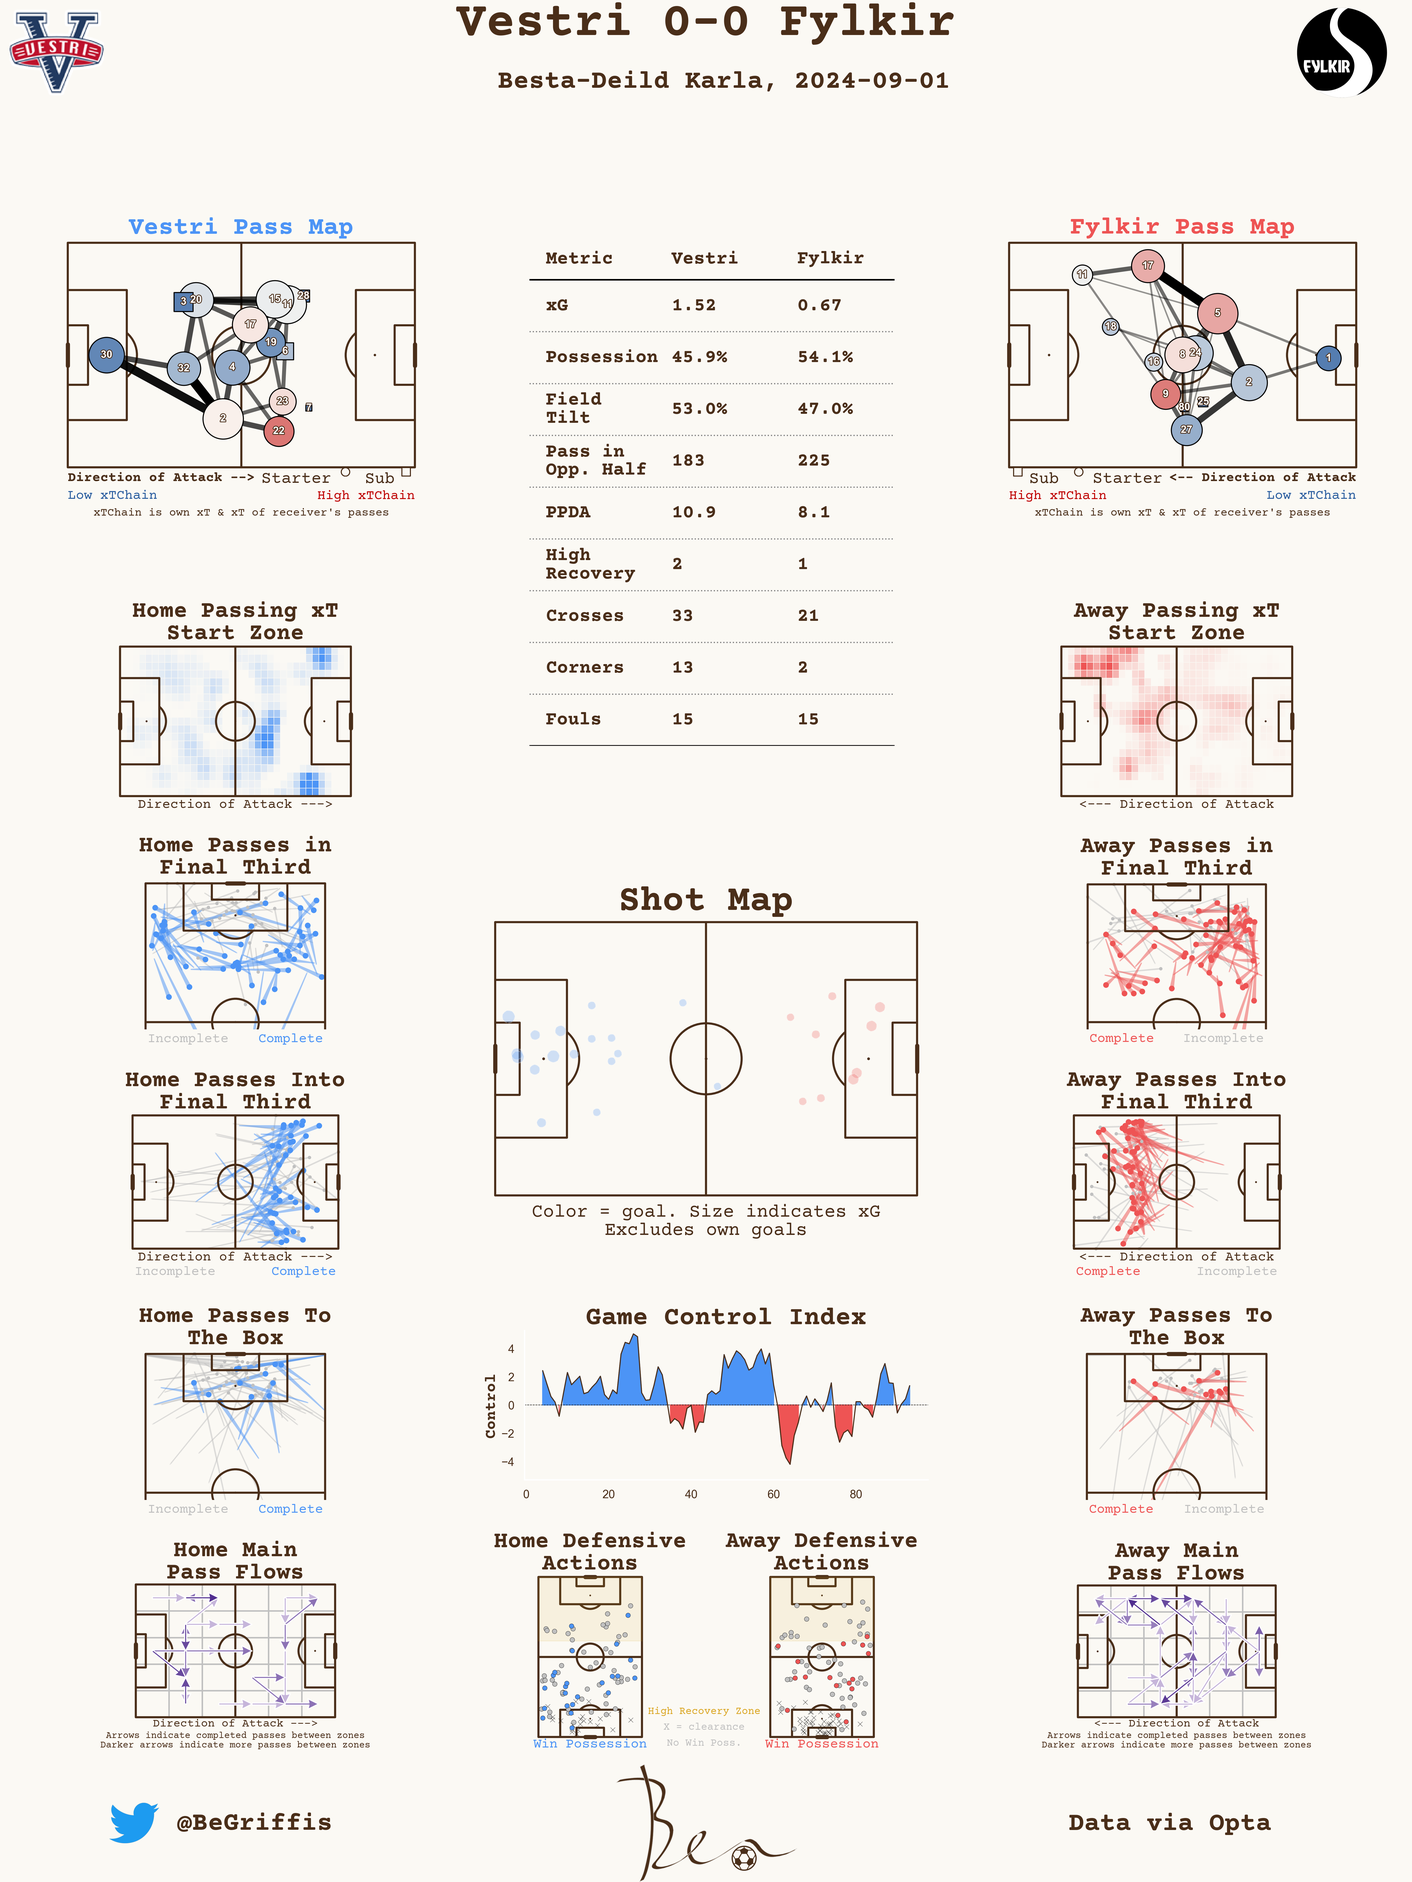 Vestri 0-0 Fylkir
Besta-Deild Karla, 2024-09-01
VESTRI
FYLKIR
Vestri Pass Map
30
3
20
32
2
4
17
19
15
11
28
6
23
22
7
Direction of Attack --> Starter Sub
Low xTChain High xTChain
xTChain is own xT & xT of receiver's passes
Metric Vestri Fylkir
xG 1.52 0.67
Possession 45.9% 54.1%
Field
Tilt 53.0% 47.0%
Pass in
Opp. Half 183 225
PPDA 10.9 8.1
High
Recovery 2 1
Crosses 33 21
Corners 13 2
Fouls 15 15
Fylkir Pass Map
11
17
18
5
16
8
24
1
2
9
80
25
27
Sub Starter <-- Direction of Attack
High xTChain Low xTChain
xTChain is own xT & xT of receiver's passes
Home Passing xT
Start Zone
Direction of Attack --->
Away Passing xT
Start Zone
<--- Direction of Attack
Home Passes in
Final Third
Incomplete Complete
Away Passes in
Final Third
Complete Incomplete
Shot Map
Color = goal. Size indicates xG
Excludes own goals
Home Passes Into
Final Third
Direction of Attack --->
Incomplete Complete
Away Passes Into
Final Third
<--- Direction of Attack
Complete Incomplete
Home Passes To
The Box
Incomplete Complete
Game Control Index
Control
4
2
0
−2
−4
0 20 40 60 80
Away Passes To
The Box
Complete Incomplete
Home Main
Pass Flows
Direction of Attack --->
Arrows indicate completed passes between zones
Darker arrows indicate more passes between zones
Home Defensive
Actions
Win Possession
High Recovery Zone
X = clearance
No Win Poss.
Away Defensive
Actions
Win Possession
Away Main
Pass Flows
<--- Direction of Attack
Arrows indicate completed passes between zones
Darker arrows indicate more passes between zones
@BeGriffis
Ben
Data via Opta